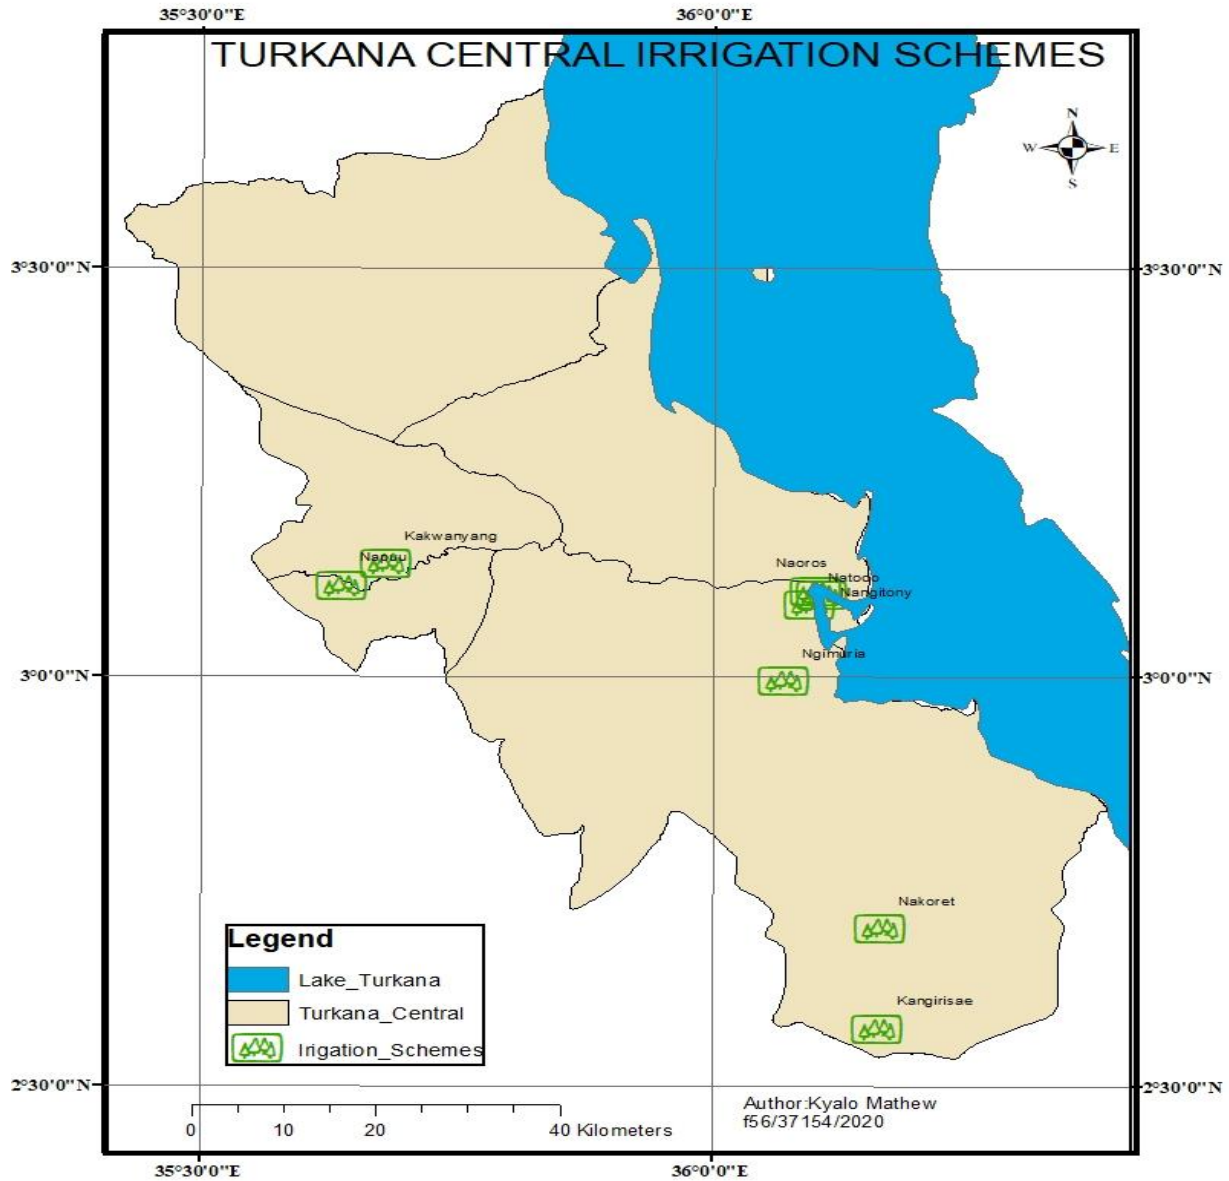 35°30'0"E 36°0'0"E
TURKANA CENTRAL IRRIGATION SCHEMES
N
W E
S
3°30'0"N 3°30'0"N
Kakwanyang
Napuu
Naoros
Natooo
Nangitony
Ngimuria
3°0'0"N 3°0'0"N
Nakoret
Kangirisae
Legend
Lake_Turkana
Turkana_Central
Irigation_Schemes
2°30'0"N 2°30'0"N
Author:Kyalo Mathew
f56/37154/2020
0 10 20 40 Kilometers
35°30'0"E 36°0'0"E